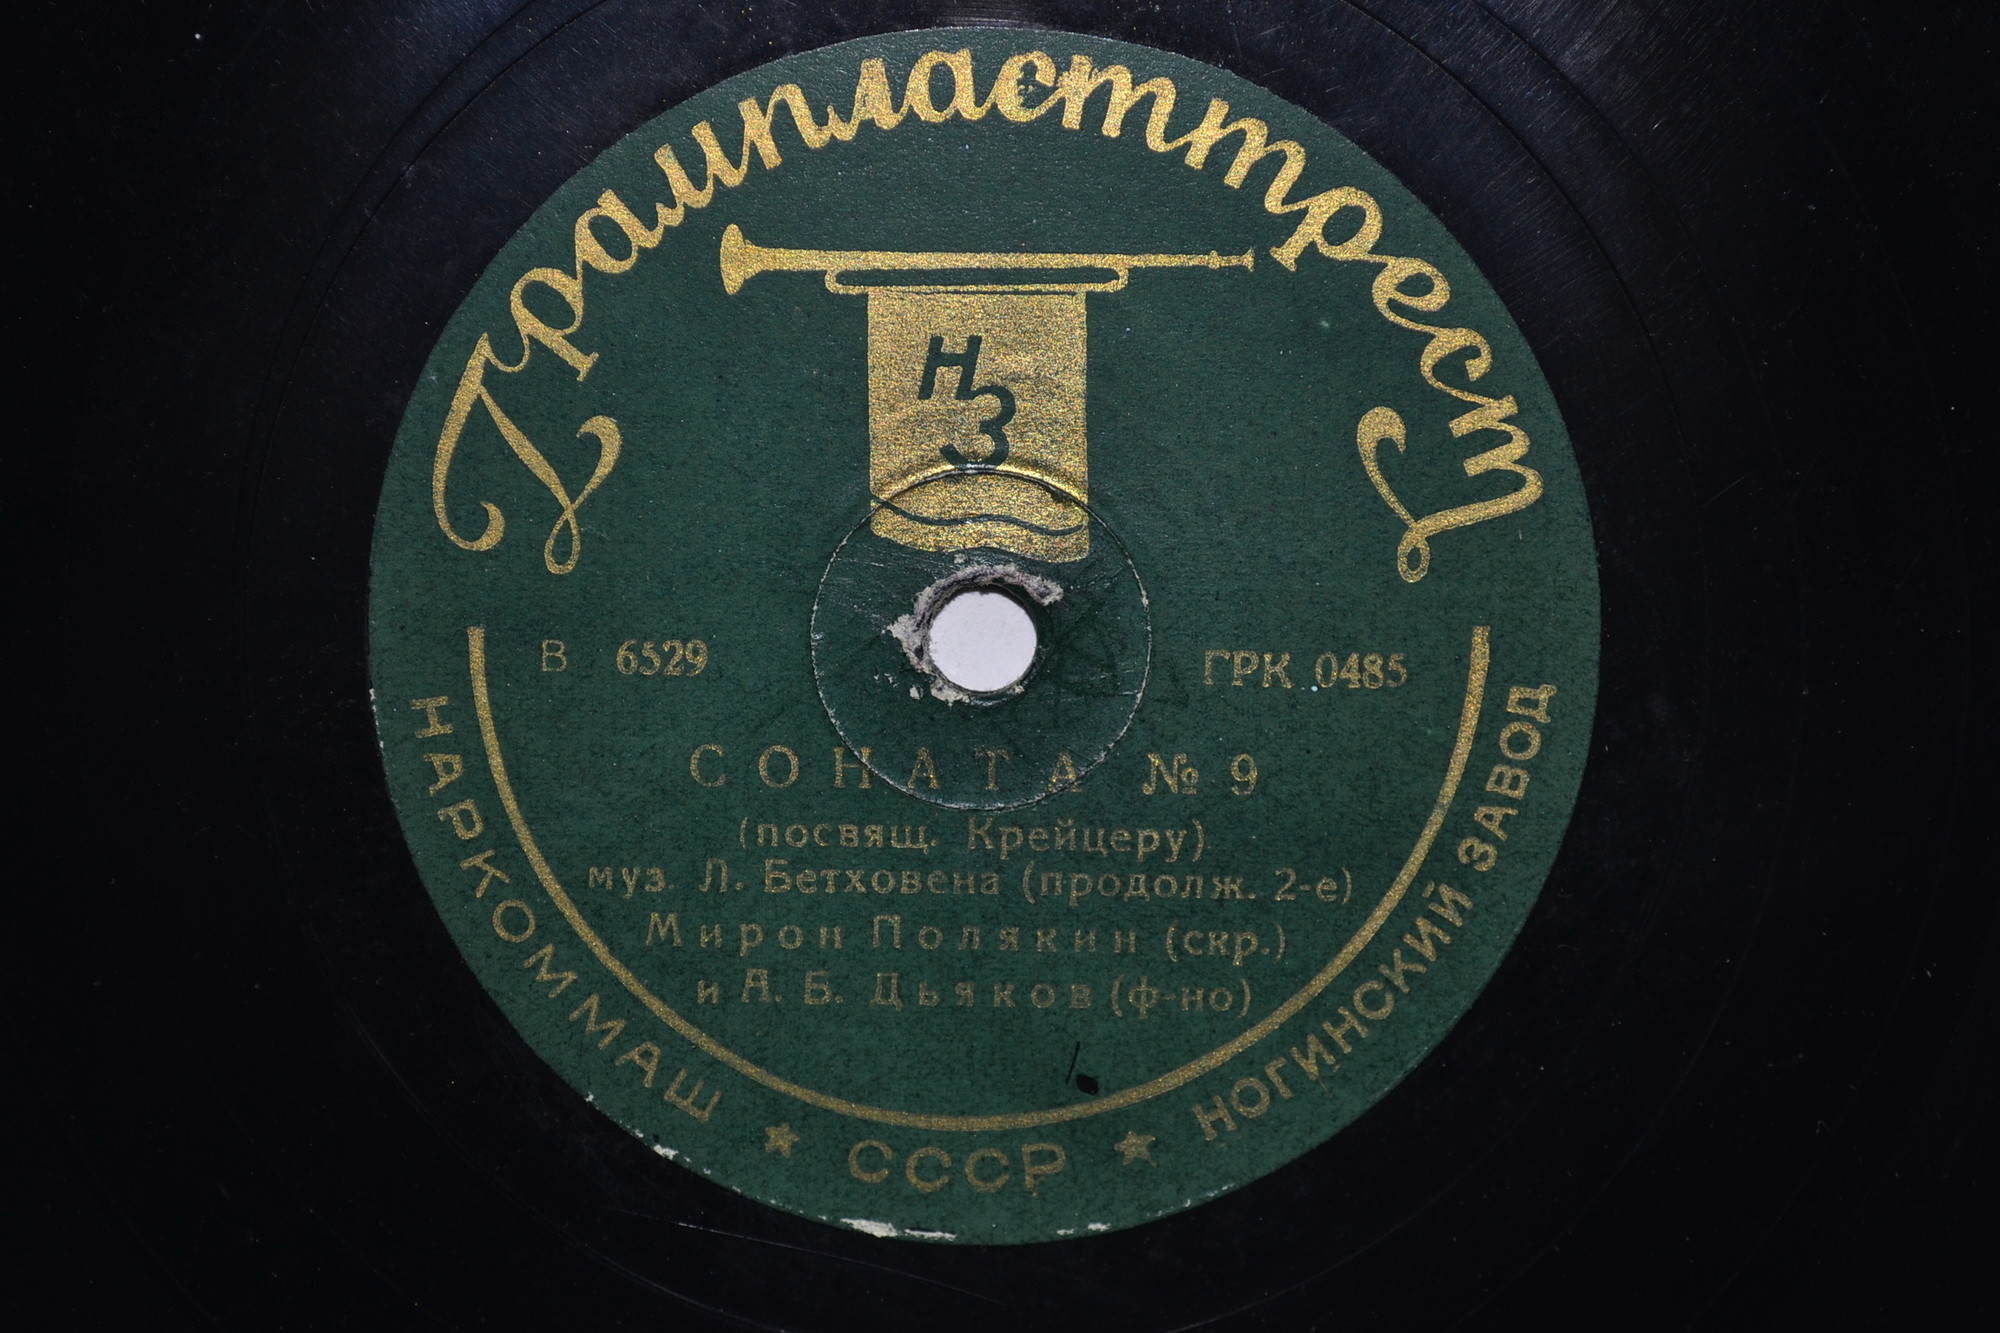 Грампласттрест
НЗ
В 6529
ГРК 0485
СОНАТА № 9
(посвящ. Крейцеру)
муз. Л. Бетховена (продолж. 2-е)
Мирон Полякин (скр.)
и А. Б. Дьяков (ф-но)
НАРКОММАШ ★ СССР ★ НОГИНСКИЙ ЗАВОД